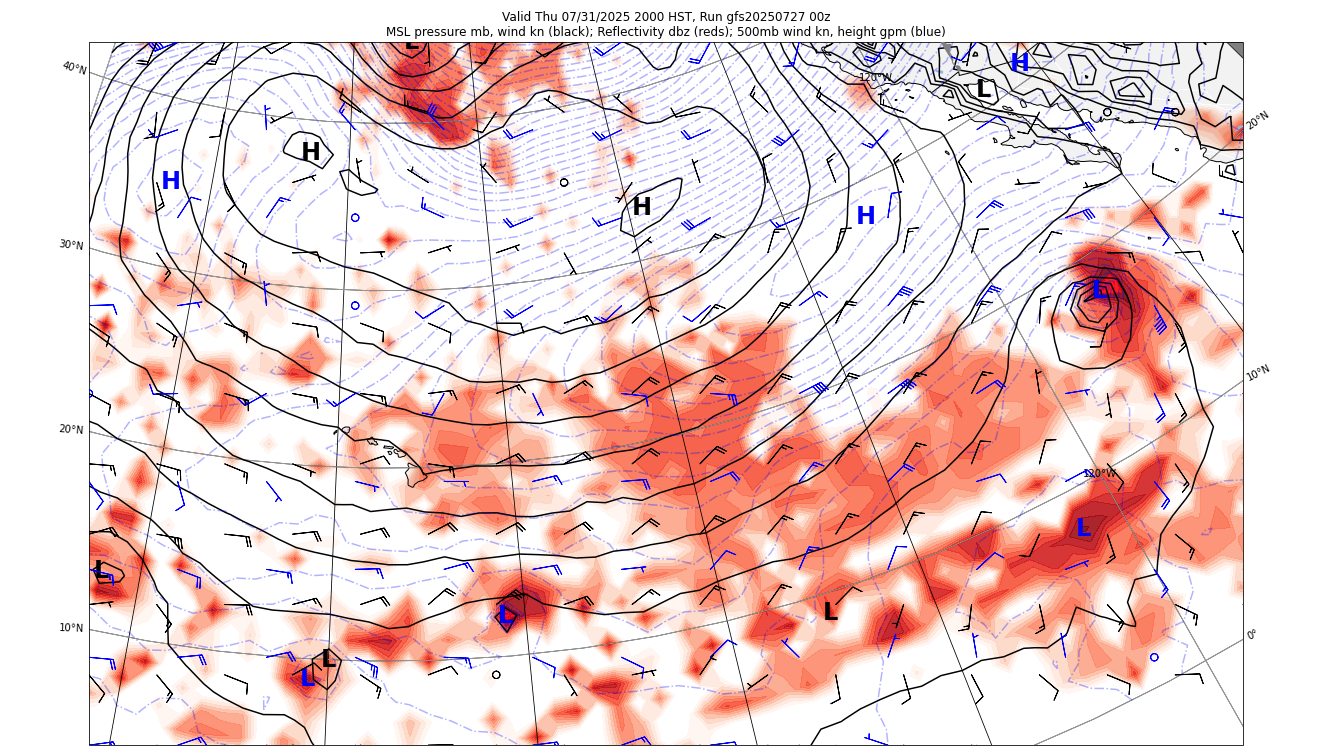 Valid Thu 07/31/2025 2000 HST, Run gfs20250727 00z
MSL pressure mb, wind kn (black); Reflectivity dbz (reds); 500mb wind kn, height gpm (blue)
L
H
40°N
120°W
L
20°N
H
H
H
H
30°N
L
10°N
20°N
120°W
L
L
L
L
10°N
0°
L
L